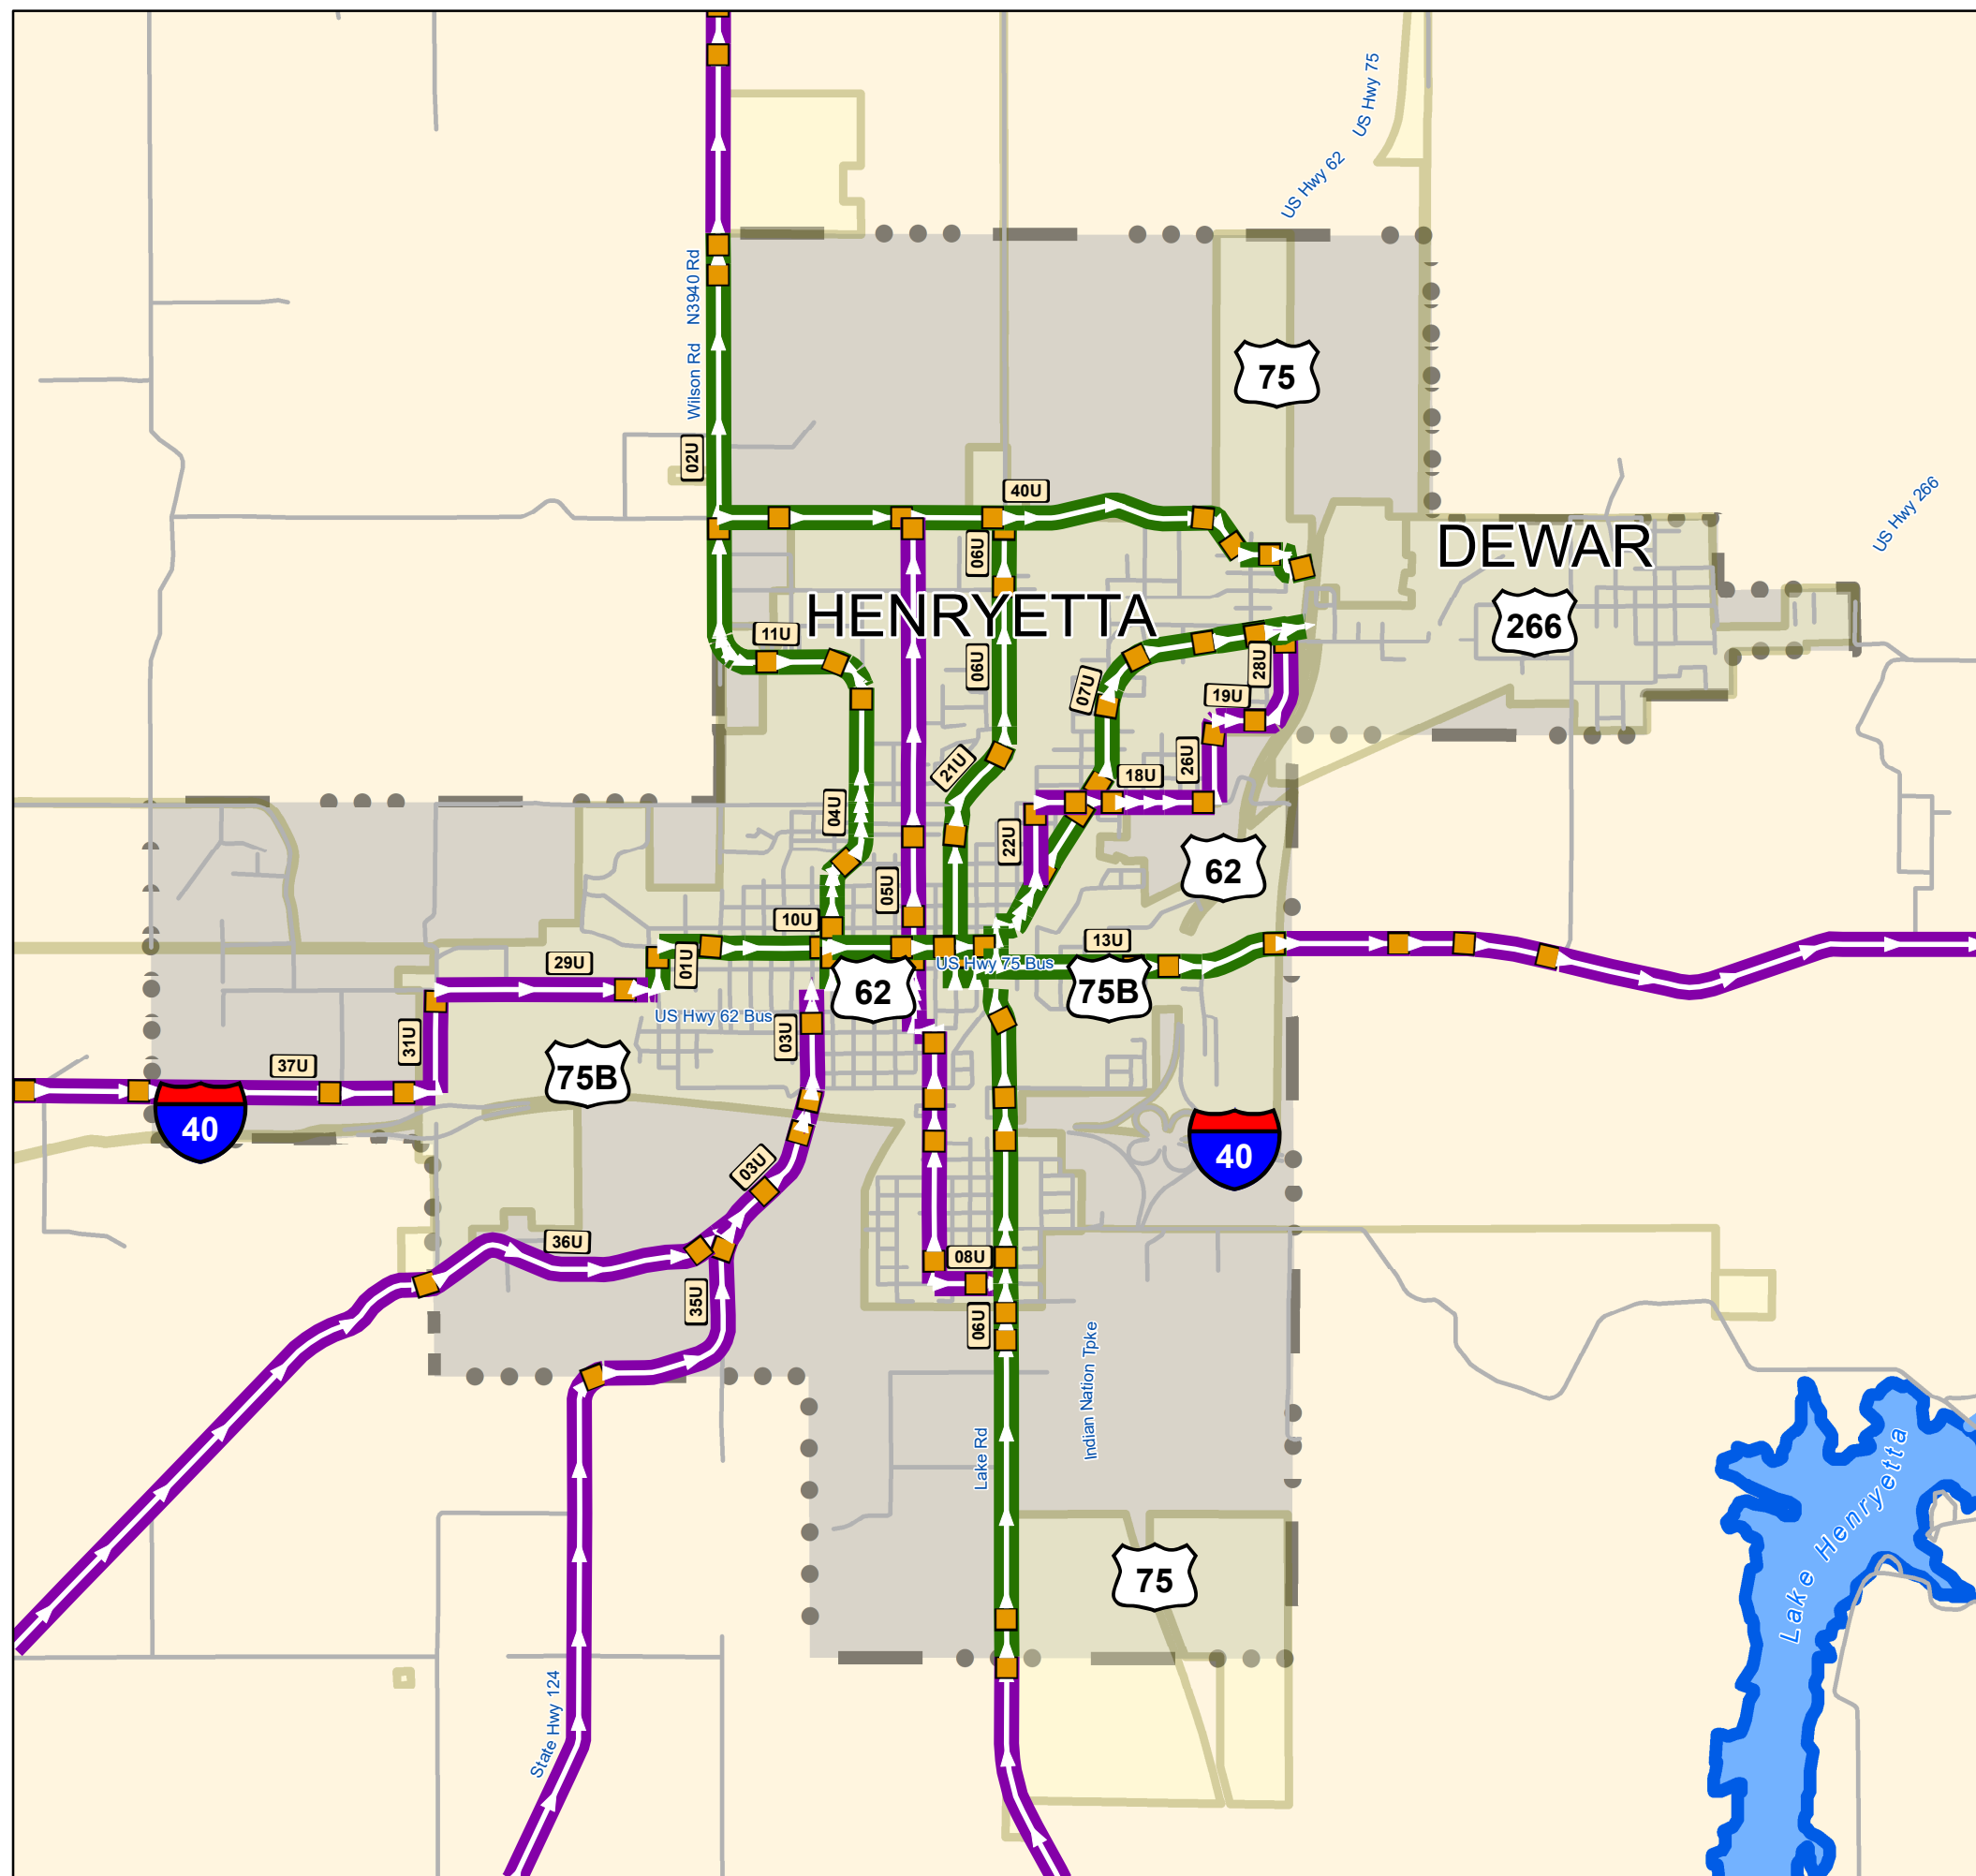 US Hwy 75
US Hwy 62
N3940 Rd
Wilson Rd
75
02U
40U
US Hwy 266
DEWAR
06U
HENRYETTA
266
11U
06U
28U
07U
19U
21U
26U
18U
04U
22U
62
05U
10U
13U
01U
29U
US Hwy 75 Bus
62
75B
US Hwy 62 Bus
03U
31U
37U
75B
40
40
03U
36U
08U
35U
06U
Indian Nation Tpke
Lake Rd
Lake Henryetta
75
State Hwy 124